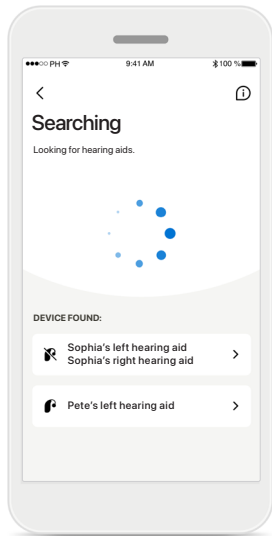 PH 9:41 AM 100 %
Searching
Looking for hearing aids.
DEVICE FOUND:
Sophia's left hearing aid
Sophia's right hearing aid
Pete's left hearing aid